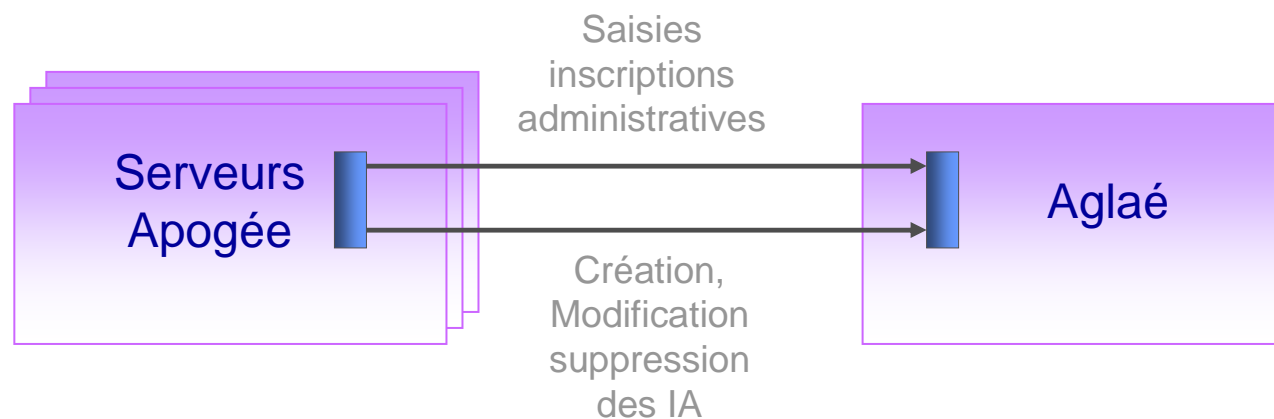 Saisies
inscriptions
administratives
Serveurs
Apogée
Aglaé
Création,
Modification
suppression
des IA